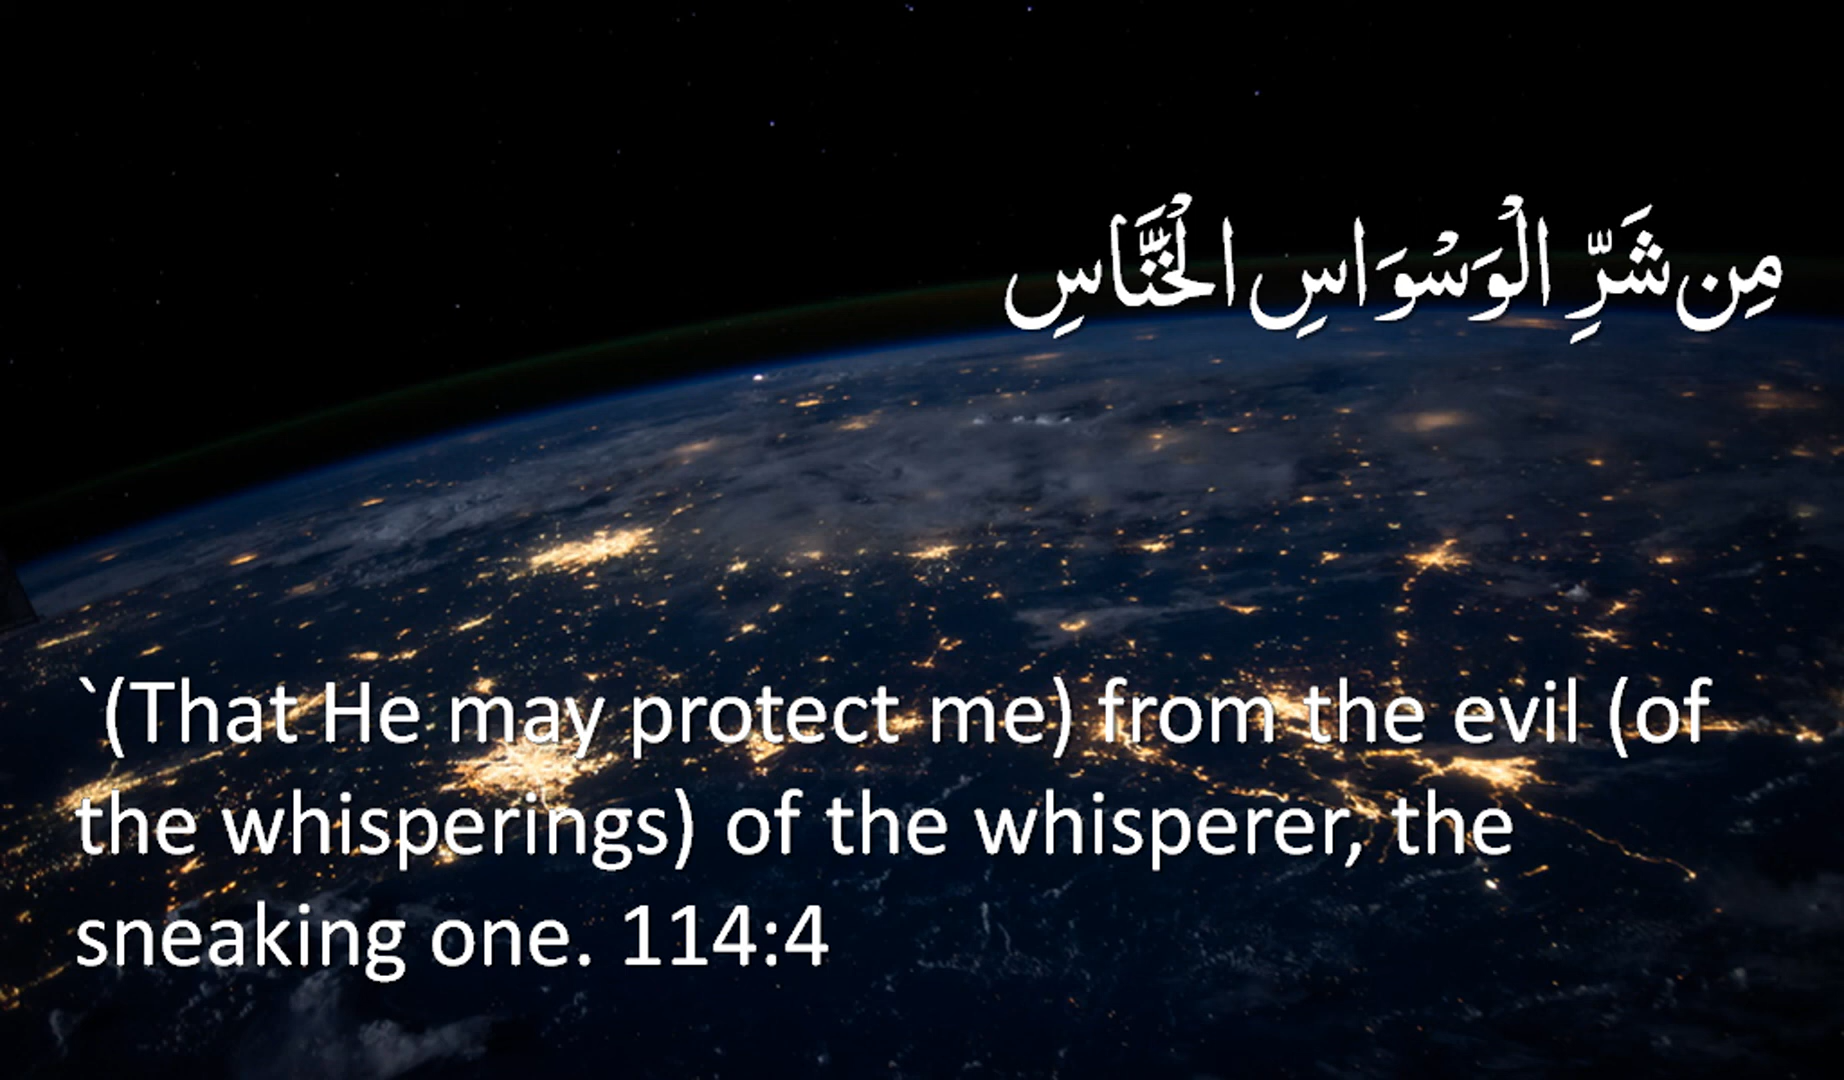 مِن شَرِّ الْوَسْوَاسِ الْخَنَّاسِ
`(That He may protect me) from the evil (of
the whisperings) of the whisperer, the
sneaking one. 114:4